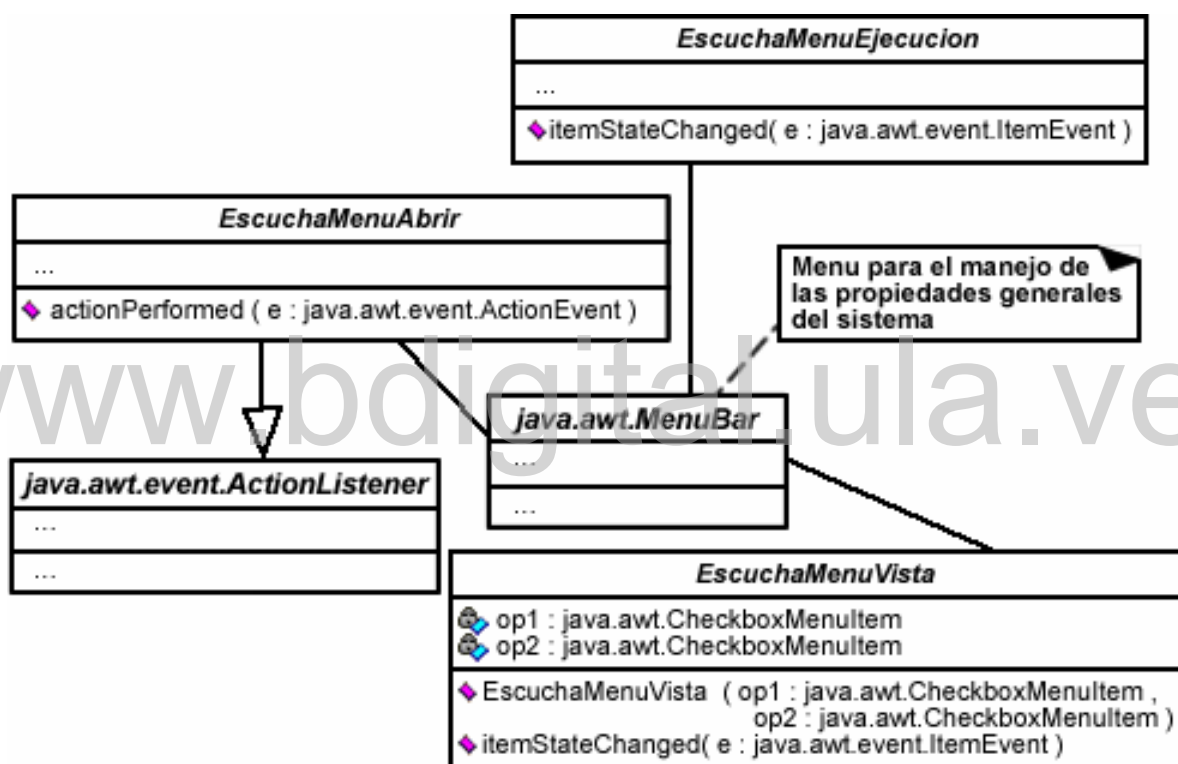 EscuchaMenuEjecucion
...
itemStateChanged( e : java.awt.event.ItemEvent )
EscuchaMenuAbrir
...
actionPerformed ( e : java.awt.event.ActionEvent )
Menu para el manejo de
las propiedades generales
del sistema
www.bdigital.ula.ve
java.awt.MenuBar
...
...
java.awt.event.ActionListener
...
...
EscuchaMenuVista
op1 : java.awt.CheckboxMenuItem
op2 : java.awt.CheckboxMenuItem
EscuchaMenuVista ( op1 : java.awt.CheckboxMenuItem ,
op2 : java.awt.CheckboxMenuItem )
itemStateChanged( e : java.awt.event.ItemEvent )